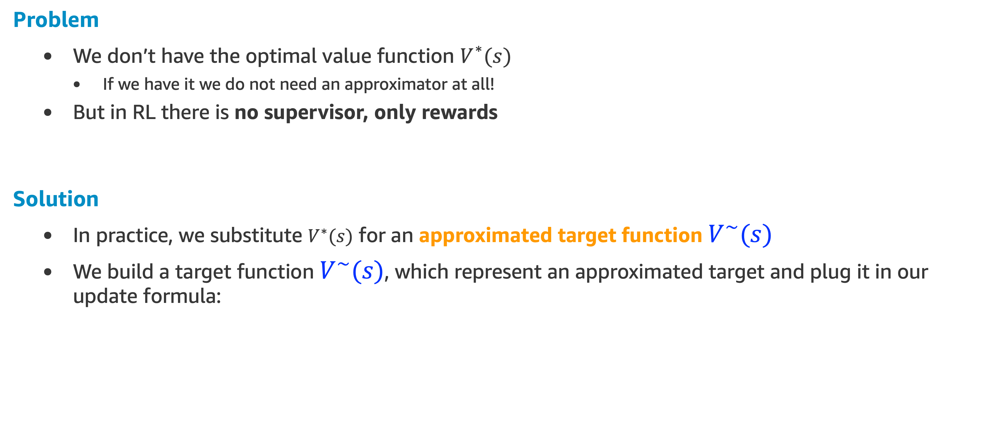 Problem
• We don’t have the optimal value function V*(s)
• If we have it we do not need an approximator at all!
• But in RL there is no supervisor, only rewards
Solution
• In practice, we substitute V*(s) for an approximated target function V~(s)
• We build a target function V~(s), which represent an approximated target and plug it in our
update formula: